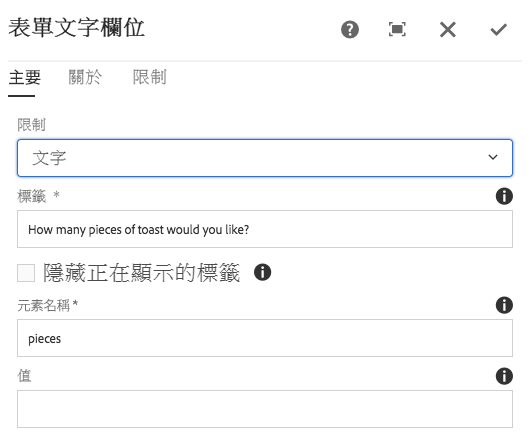 表單文字欄位
主要 關於 限制
限制
文字
標籤 *
How many pieces of toast would you like?
隱藏正在顯示的標籤
元素名稱 *
pieces
值